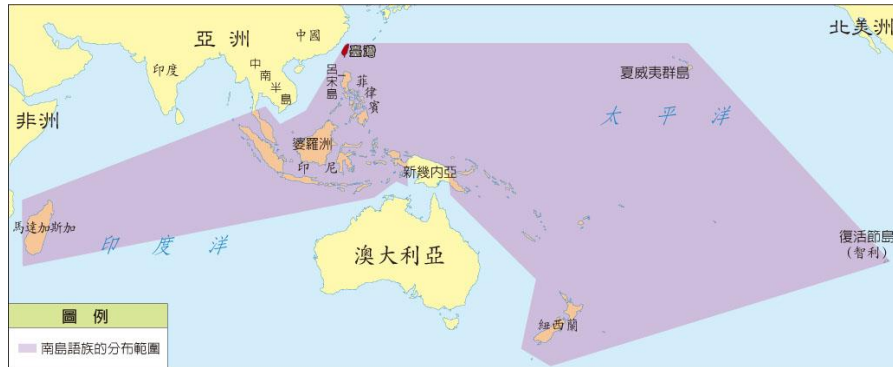 亞洲
中國
北美洲
臺灣
印度
中南半島
呂宋島
菲律賓
夏威夷群島
非洲
太平洋
婆羅洲
印尼
新幾內亞
馬達加斯加
印度洋
澳大利亞
復活節島
(智利)
紐西蘭
圖例
南島語族的分布範圍